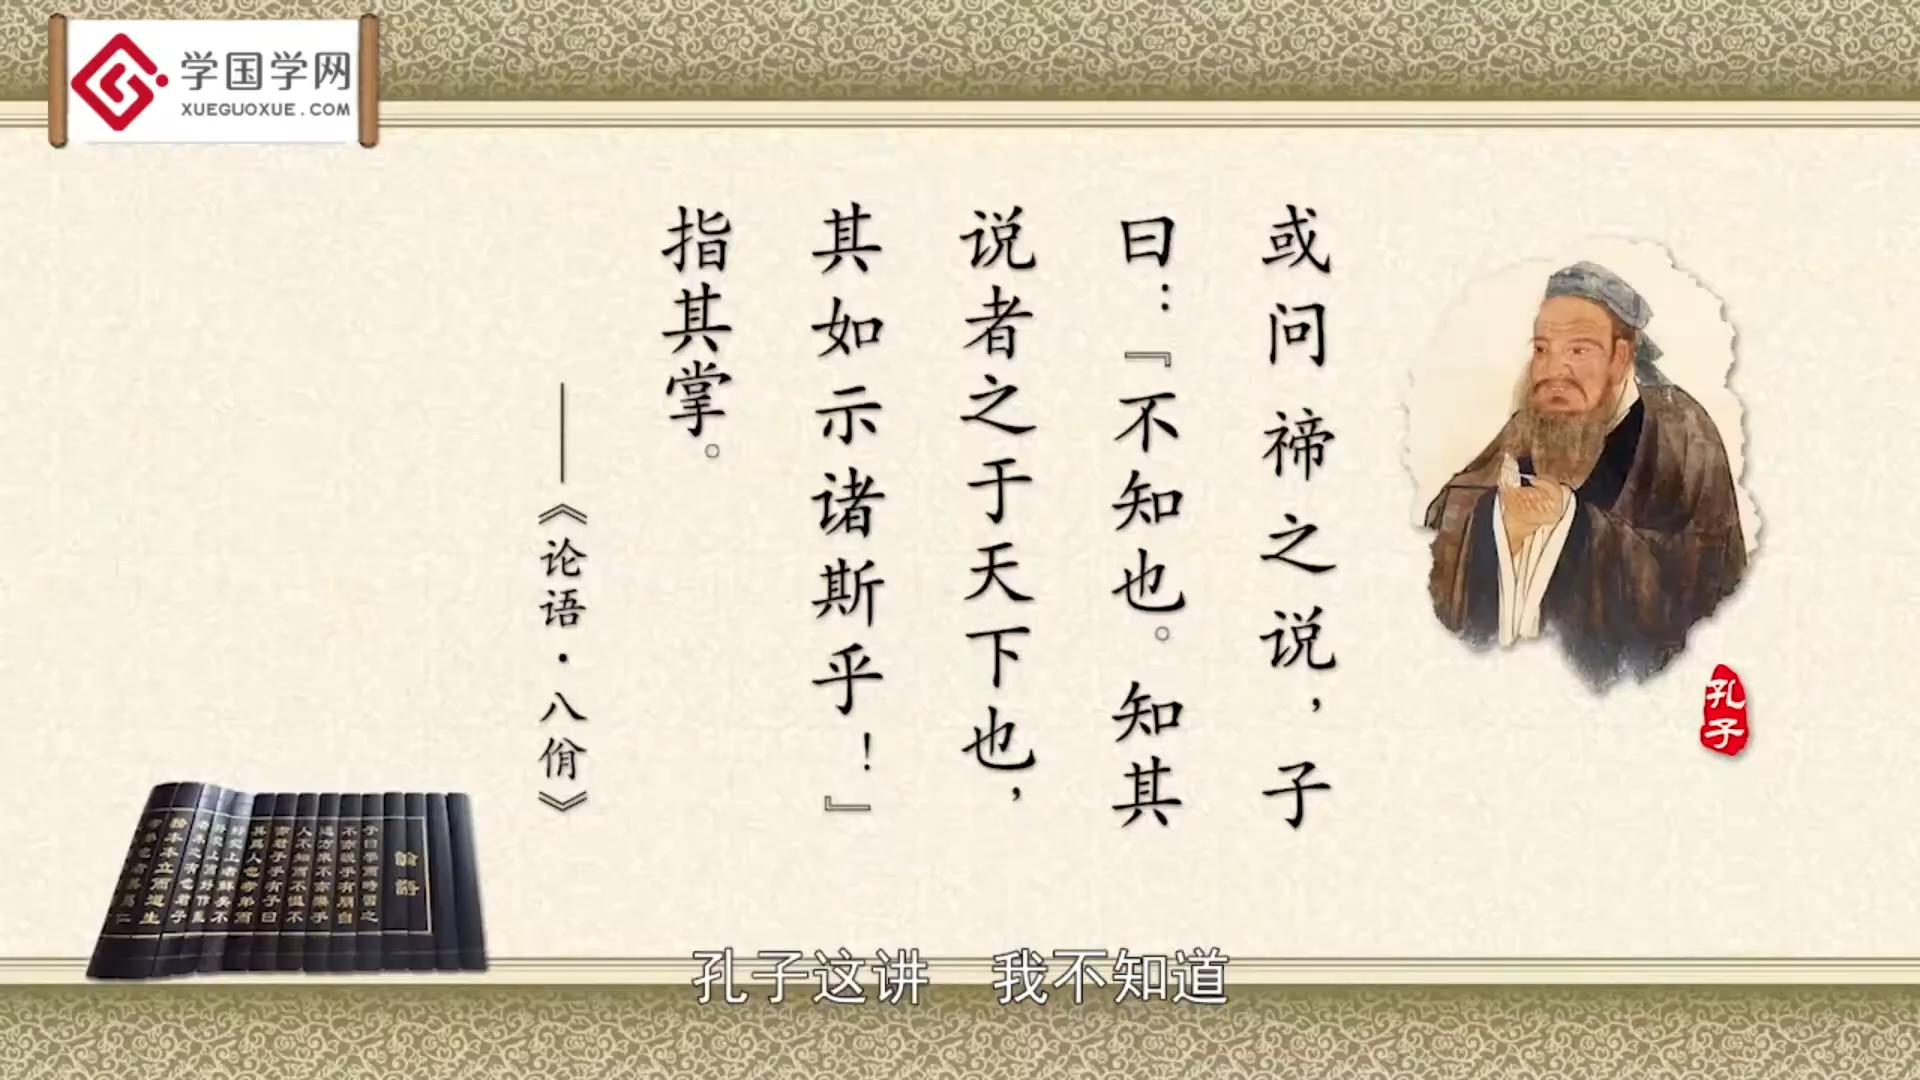 学国学网
XUEGUOXUE.COM
或问禘之说，子
曰：『不知也。知其
说者之于天下也，
其如示诸斯乎！』
指其掌。
——《论语·八佾》
孔子
孔子这讲 我不知道